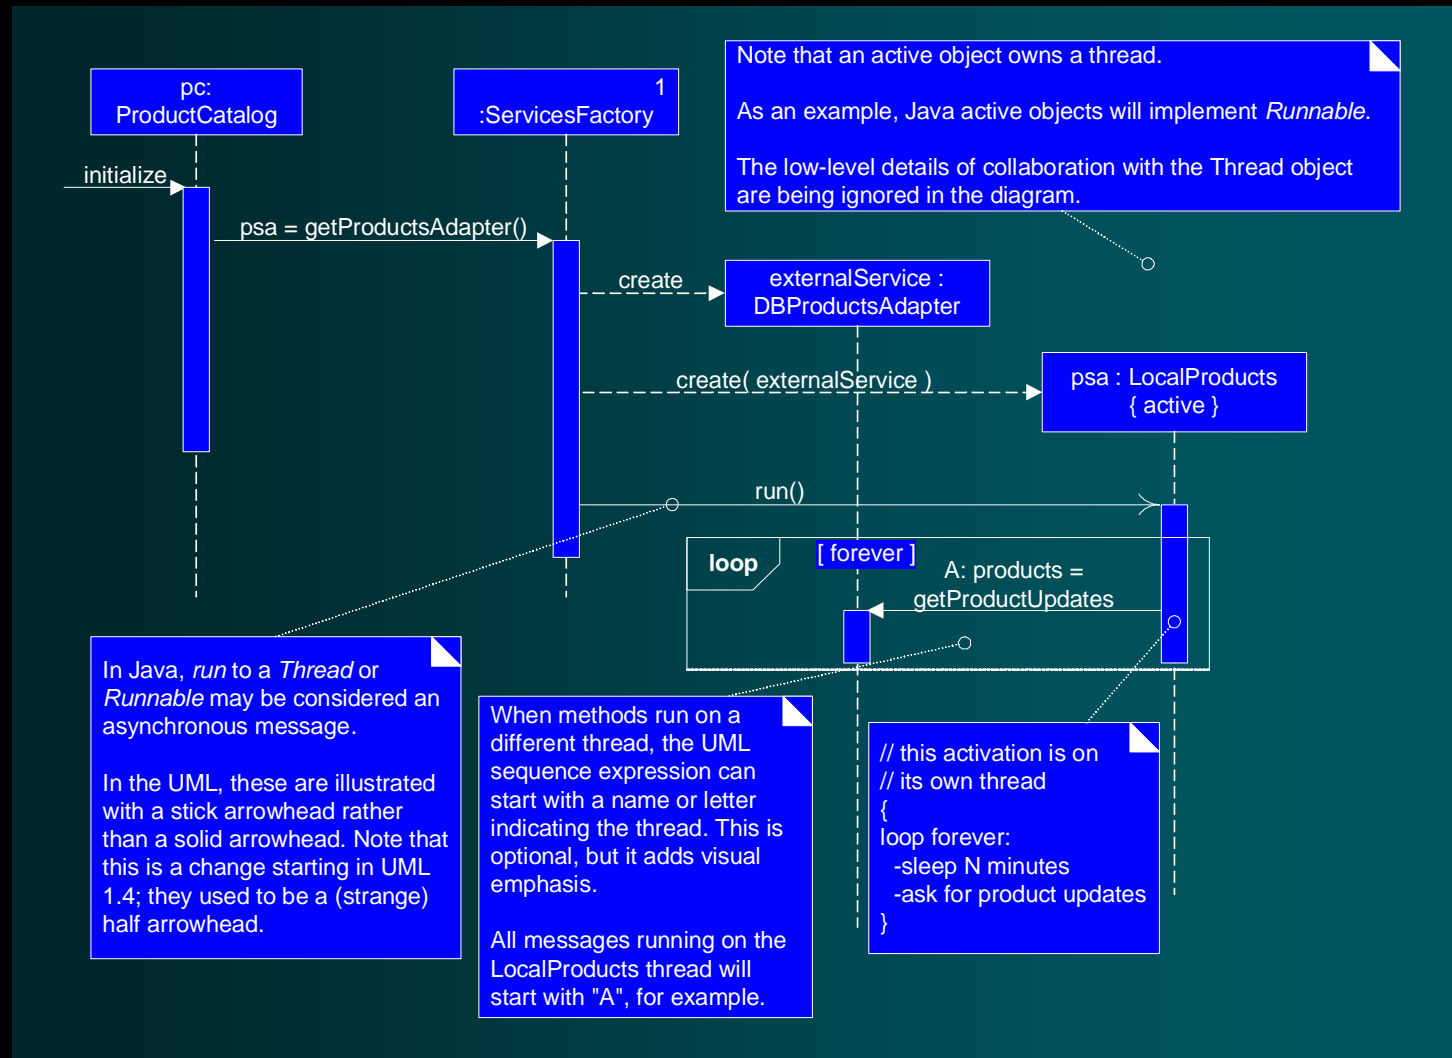 Note that an active object owns a thread.
As an example, Java active objects will implement Runnable.
The low-level details of collaboration with the Thread object
are being ignored in the diagram.
pc:
ProductCatalog
1
:ServicesFactory
initialize
psa = getProductsAdapter()
create
externalService :
DBProductsAdapter
create( externalService )
psa : LocalProducts
{ active }
run()
loop
[ forever ]
A: products =
getProductUpdates
In Java, run to a Thread or
Runnable may be considered an
asynchronous message.
In the UML, these are illustrated
with a stick arrowhead rather
than a solid arrowhead. Note that
this is a change starting in UML
1.4; they used to be a (strange)
half arrowhead.
When methods run on a
different thread, the UML
sequence expression can
start with a name or letter
indicating the thread. This is
optional, but it adds visual
emphasis.
All messages running on the
LocalProducts thread will
start with "A", for example.
// this activation is on
// its own thread
{
loop forever:
-sleep N minutes
-ask for product updates
}